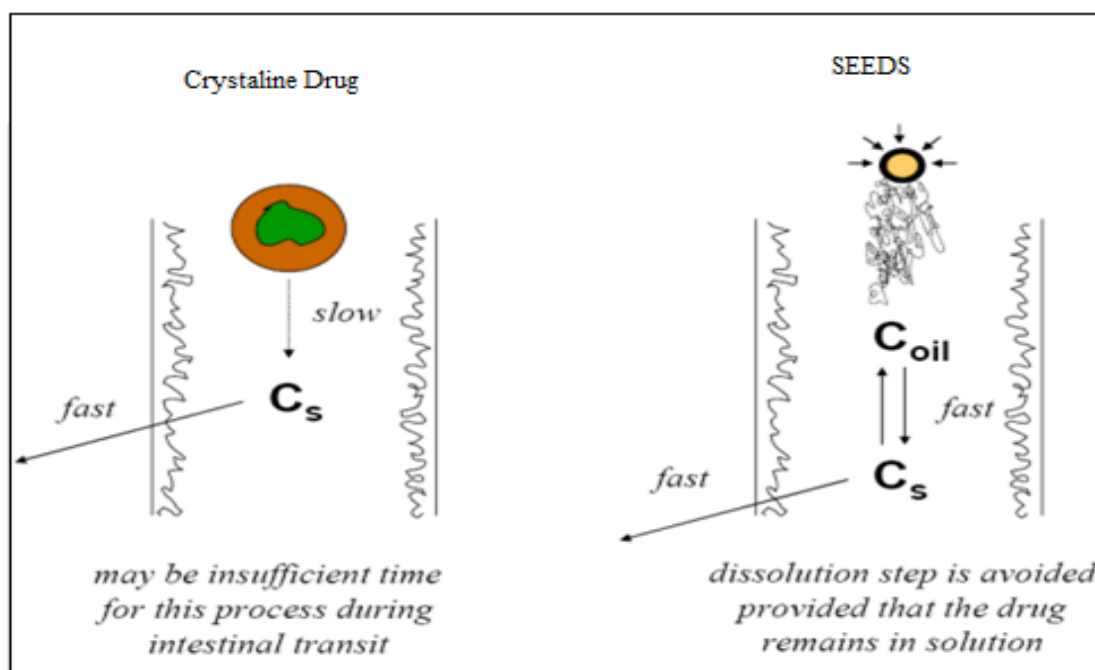 Crystaline Drug
slow
fast
Cs
may be insufficient time
for this process during
intestinal transit
SEEDS
Coil
fast
Cs
fast
dissolution step is avoided
provided that the drug
remains in solution